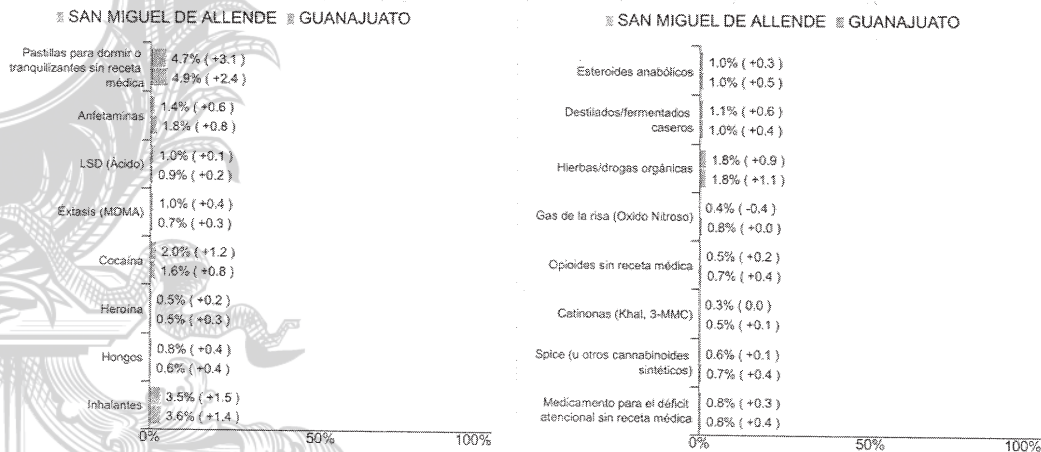 SAN MIGUEL DE ALLENDE GUANAJUATO
Pastillas para dormir o
tranquilizantes sin receta
médica
4.7% ( +3.1 )
4.9% ( +2.4 )
Anfetaminas
1.4% ( +0.6 )
1.8% ( +0.8 )
LSD (Ácido)
1.0% ( +0.1 )
0.9% ( +0.2 )
Éxtasis (MDMA)
1.0% ( +0.4 )
0.7% ( +0.3 )
Cocaína
2.0% ( +1.2 )
1.6% ( +0.8 )
Heroína
0.5% ( +0.2 )
0.5% ( +0.3 )
Hongos
0.8% ( +0.4 )
0.6% ( +0.4 )
Inhalantes
3.5% ( +1.5 )
3.6% ( +1.4 )
0% 50% 100%
SAN MIGUEL DE ALLENDE GUANAJUATO
Esteroides anabólicos
1.0% ( +0.3 )
1.0% ( +0.5 )
Destilados/fermentados
caseros
1.1% ( +0.6 )
1.0% ( +0.4 )
Hierbas/drogas orgánicas
1.8% ( +0.9 )
1.8% ( +1.1 )
Gas de la risa (Oxido Nitroso)
0.4% ( -0.4 )
0.8% ( +0.0 )
Opioides sin receta médica
0.5% ( +0.2 )
0.7% ( +0.4 )
Catinonas (Khal, 3-MMC)
0.3% ( 0.0 )
0.5% ( +0.1 )
Spice (u otros cannabinoides
sintéticos)
0.6% ( +0.1 )
0.7% ( +0.4 )
Medicamento para el déficit
atencional sin receta médica
0.8% ( +0.3 )
0.8% ( +0.4 )
0% 50% 100%